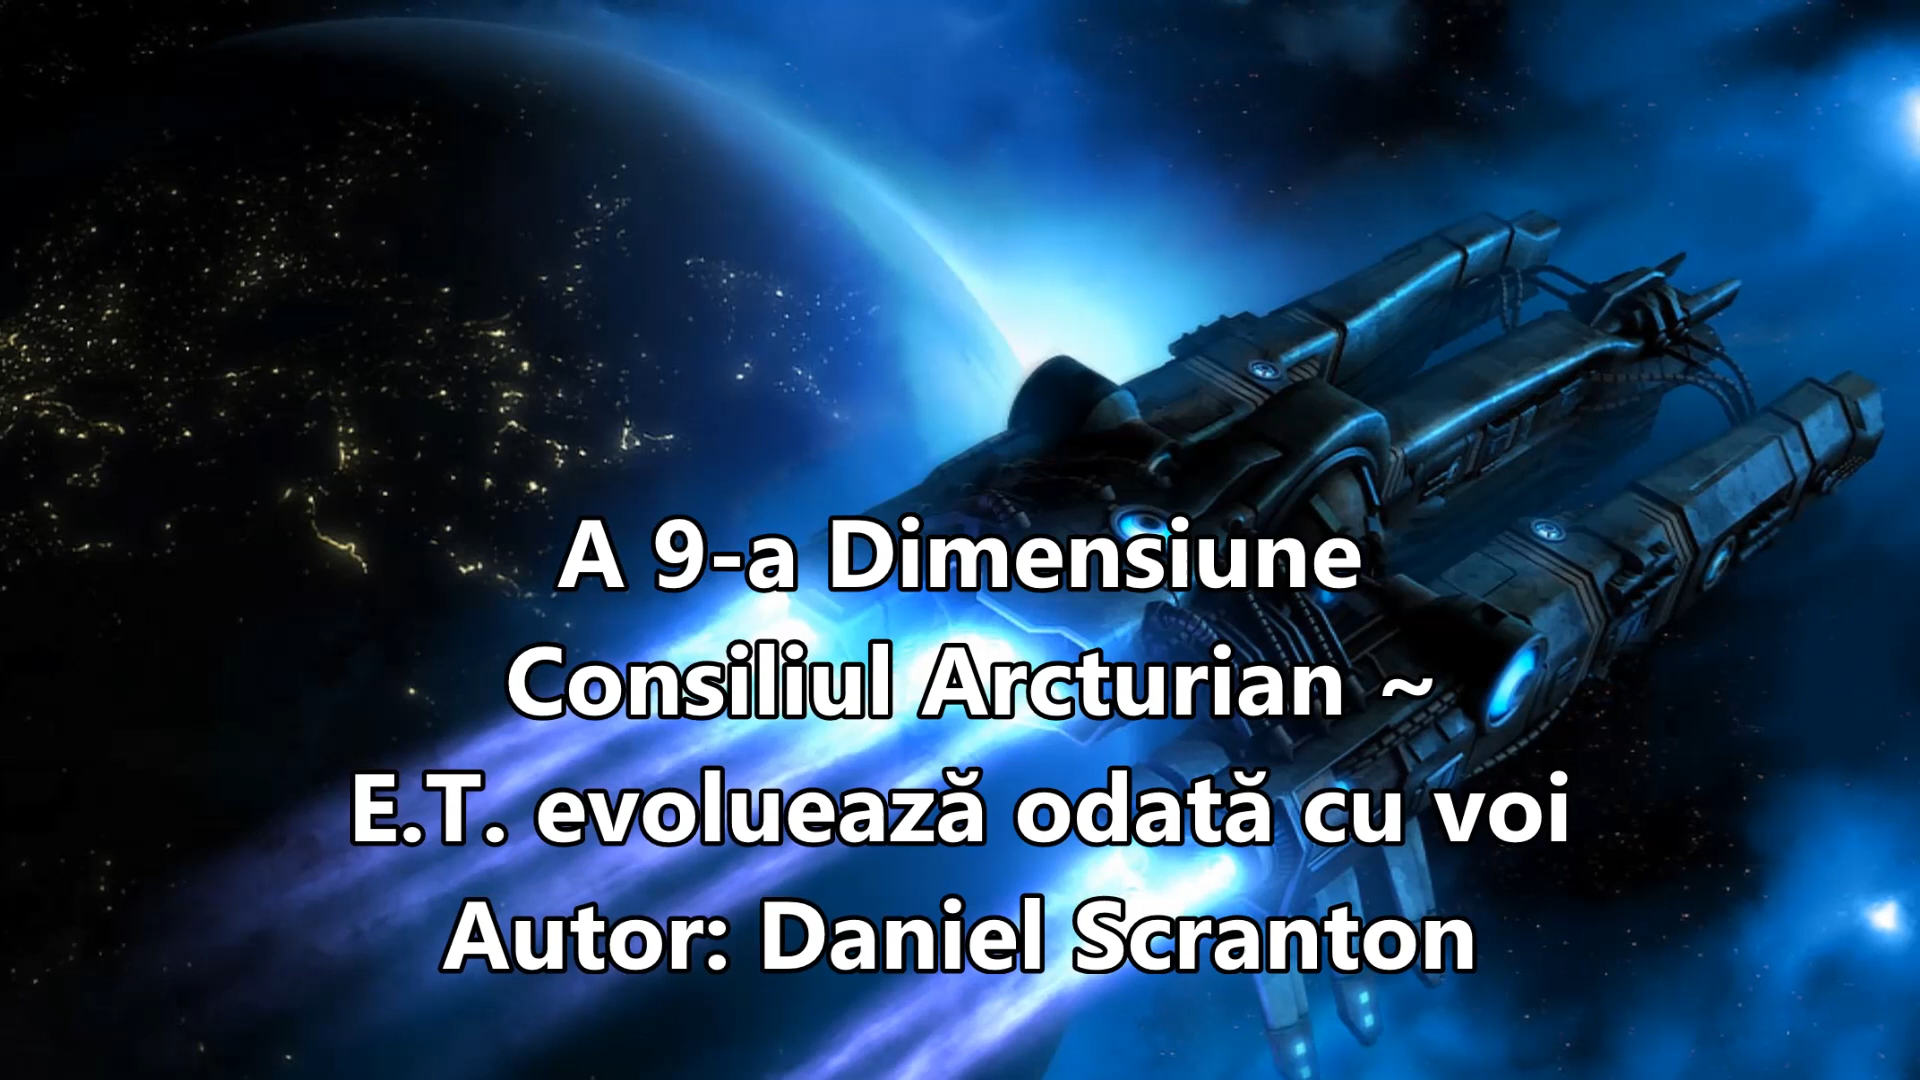 A 9-a Dimensiune
Consiliul Arcturian ~
E.T. evoluează odată cu voi
Autor: Daniel Scranton